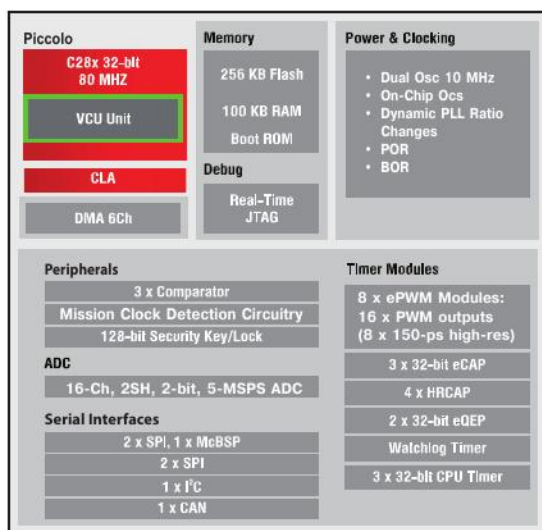 Piccolo
C28x 32-bit
80 MHZ
VCU Unit
CLA
DMA 6Ch
Memory
256 KB Flash
100 KB RAM
Boot ROM
Debug
Real-Time
JTAG
Power & Clocking
• Dual Osc 10 MHz
• On-Chip Ocs
• Dynamic PLL Ratio
Changes
• POR
• BOR
Peripherals
3 x Comparator
Mission Clock Detection Circuitry
128-bit Security Key/Lock
ADC
16-Ch, 2SH, 2-bit, 5-MSPS ADC
Serial Interfaces
2 x SPI, 1 x McBSP
2 x SPI
1 x I²C
1 x CAN
Timer Modules
8 x ePWM Modules:
16 x PWM outputs
(8 x 150-ps high-res)
3 x 32-bit eCAP
4 x HRCAP
2 x 32-bit eQEP
Watchlog Timer
3 x 32-bit CPU Timer